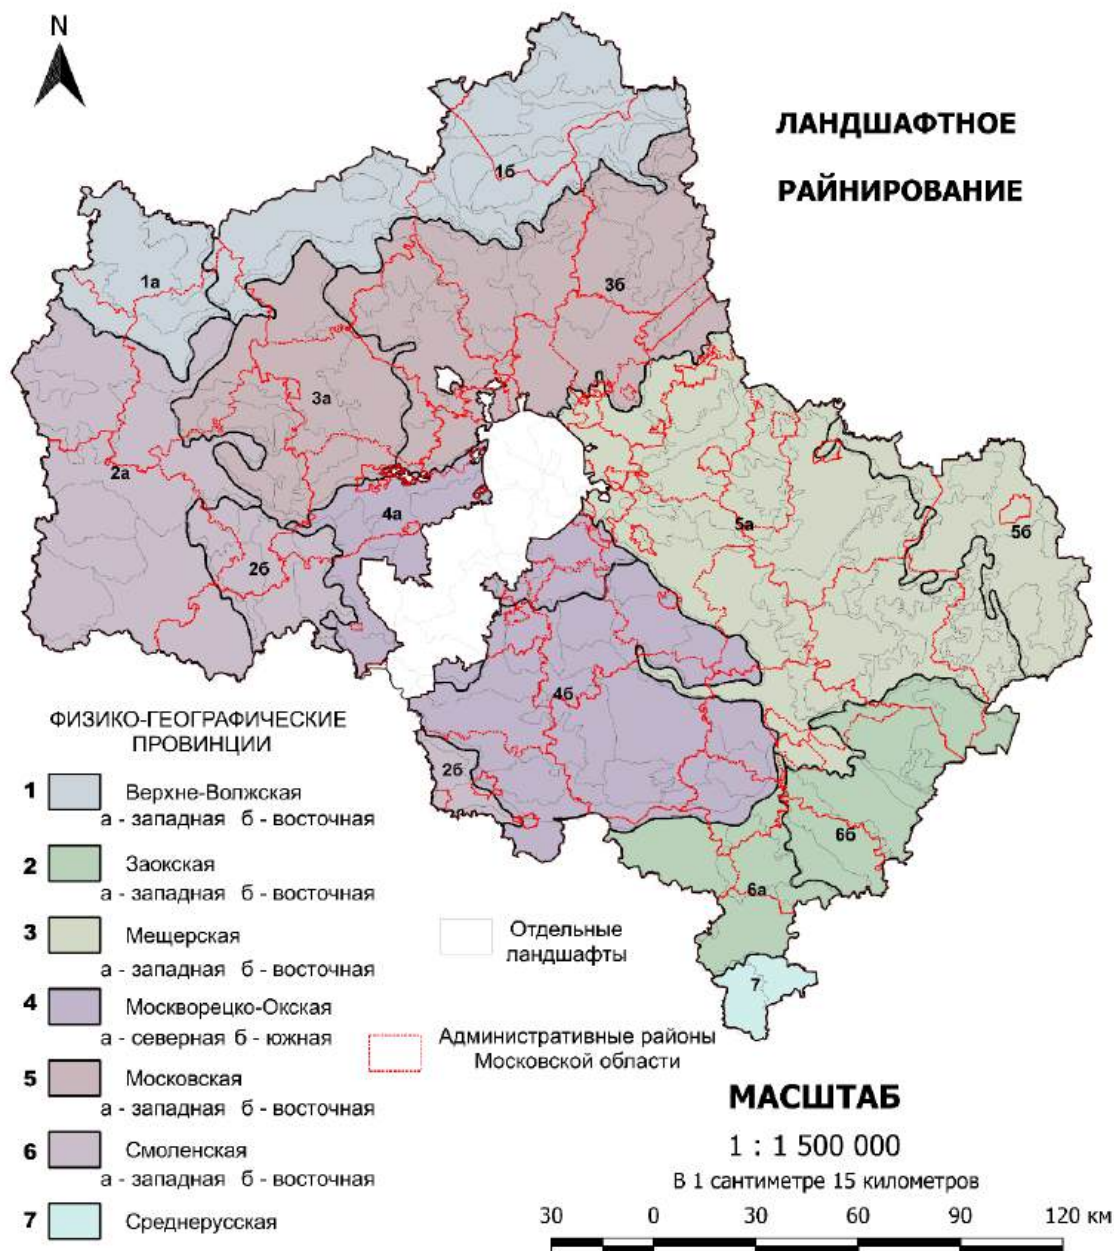 N
ЛАНДШАФТНОЕ
РАЙНИРОВАНИЕ
1б
1а
3б
3а
2а
4а
5а
5б
2б
4б
2б
6б
6а
7
ФИЗИКО-ГЕОГРАФИЧЕСКИЕ
ПРОВИНЦИИ
1 Верхне-Волжская
а - западная б - восточная
2 Заокская
а - западная б - восточная
3 Мещерская
а - западная б - восточная
4 Москворецко-Окская
а - северная б - южная
5 Московская
а - западная б - восточная
6 Смоленская
а - западная б - восточная
7 Среднерусская
Отдельные
ландшафты
Административные районы
Московской области
МАСШТАБ
1 : 1 500 000
В 1 сантиметре 15 километров
30 0 30 60 90 120 км